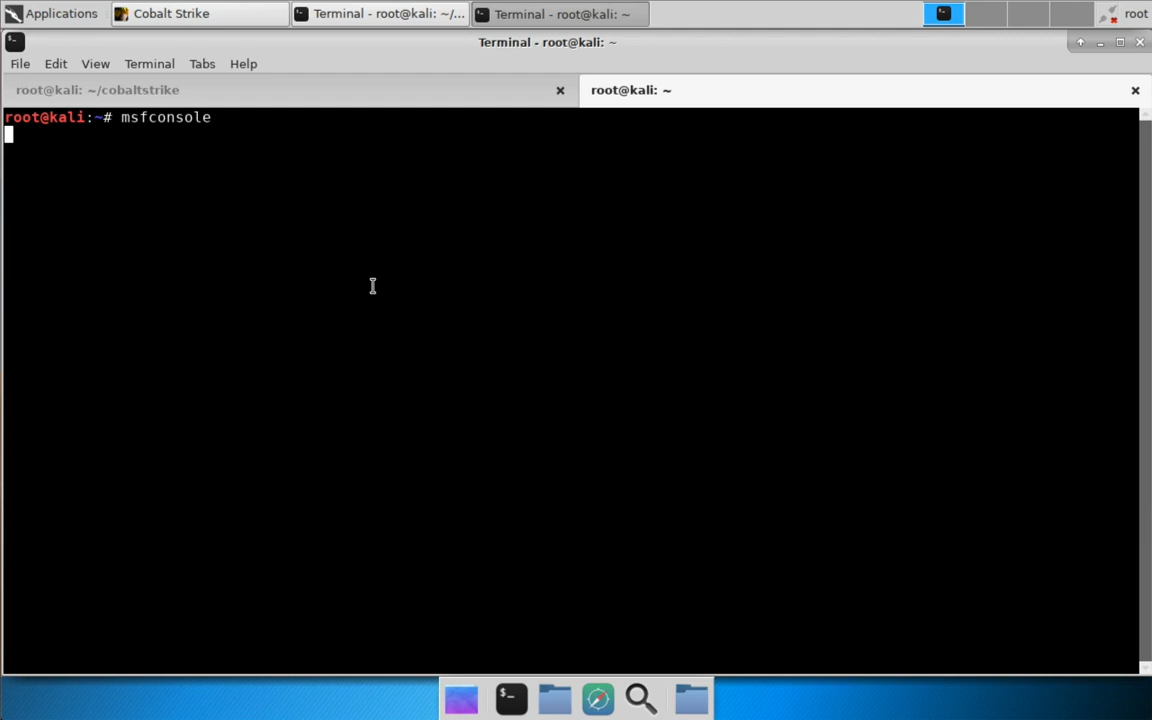 Applications
Cobalt Strike
Terminal - root@kali: ~/...
Terminal - root@kali: ~
root
Terminal - root@kali: ~
File Edit View Terminal Tabs Help
root@kali: ~/cobaltstrike
root@kali: ~
root@kali:~# msfconsole